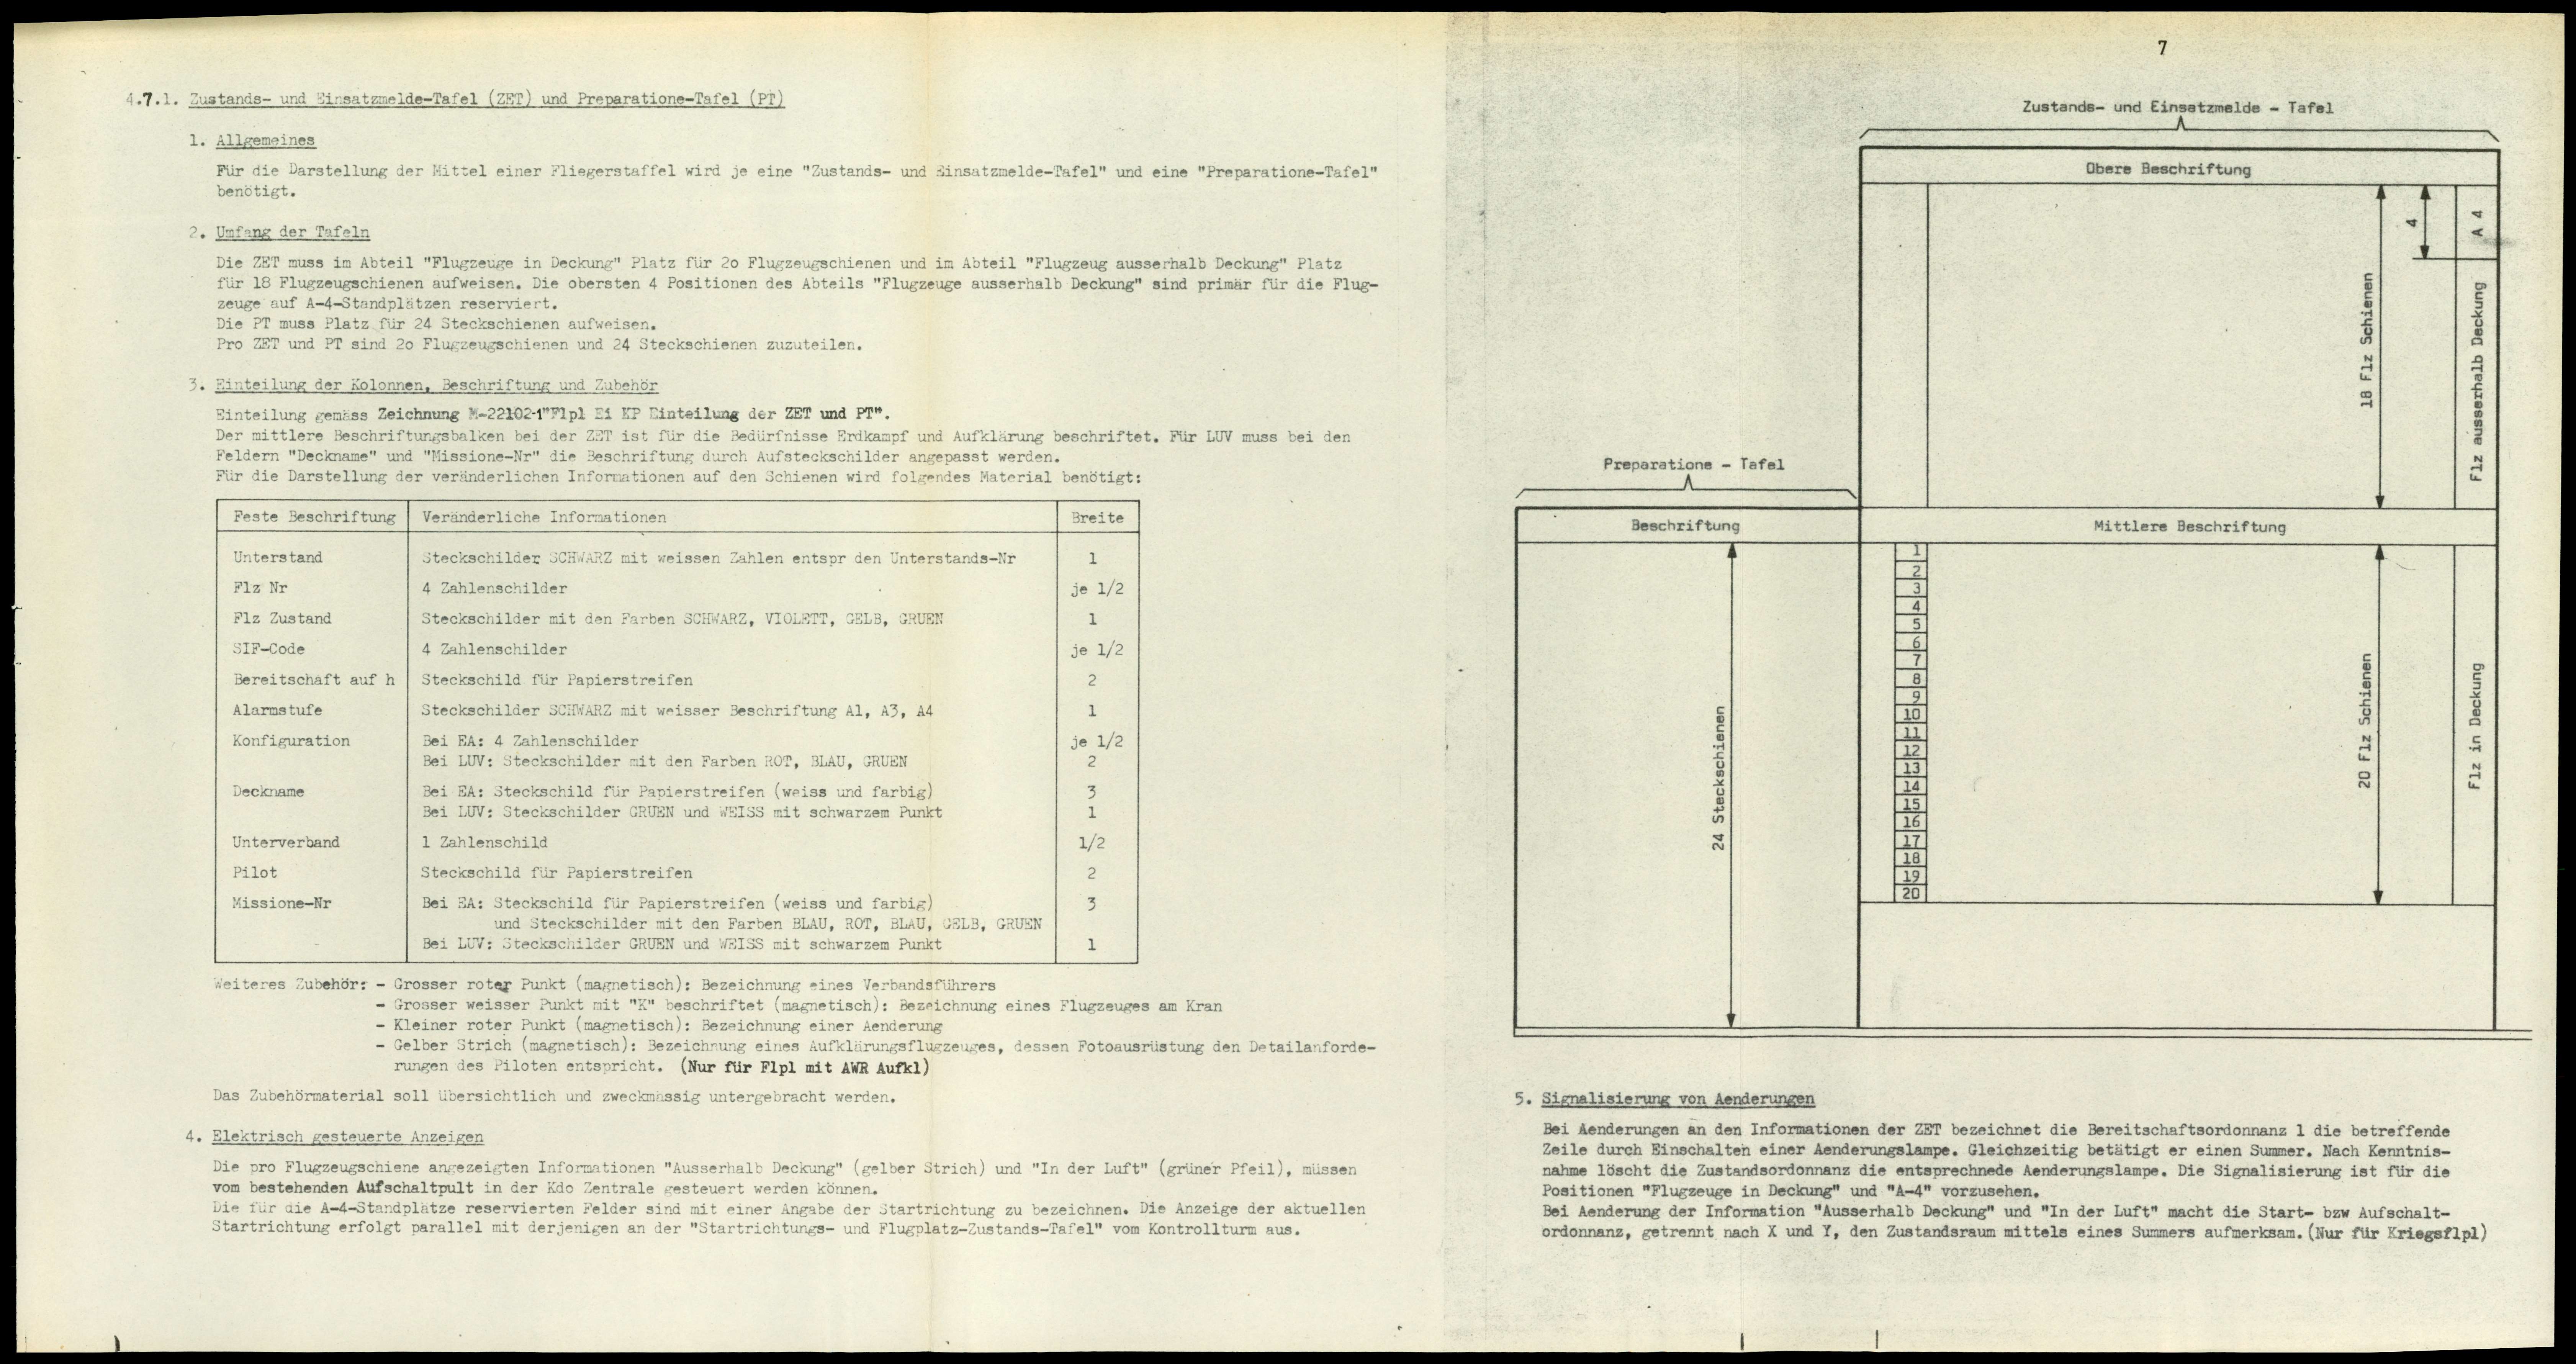 4.7.1. Zustands- und Einsatzmelde-Tafel (ZET) und Preparations-Tafel (PT)
1. Allgemeines
Für die Darstellung der Mittel einer Fliegerstaffel wird je eine "Zustands- und Einsatzmelde-Tafel" und eine "Preparations-Tafel"
benötigt.
2. Umfang der Tafeln
Die ZET muss im Abteil "Flugzeuge in Deckung" Platz für 2o Flugzeugschienen und im Abteil "Flugzeug ausserhalb Deckung" Platz
für 18 Flugzeugschienen aufweisen. Die obersten 4 Positionen des Abteils "Flugzeuge ausserhalb Deckung" sind primär für die Flug-
zeuge auf A-4-Standplätzen reserviert.
Die PT muss Platz für 24 Steckschienen aufweisen.
Pro ZET und PT sind 2o Flugzeugschienen und 24 Steckschienen zuzuteilen.
3. Einteilung der Kolonnen, Beschriftung und Zubehör
Einteilung gemäss Zeichnung M-22102-1"Flpl Ei KP Einteilung der ZET und PT".
Der mittlere Beschriftungsbalken bei der ZET ist für die Bedürfnisse Erdkampf und Aufklärung beschriftet. Für LUV muss bei den
Feldern "Deckname" und "Missions-Nr" die Beschriftung durch Aufsteckschilder angepasst werden.
Für die Darstellung der veränderlichen Informationen auf den Schienen wird folgendes Material benötigt:
Feste Beschriftung Veränderliche Informationen Breite
Unterstand Steckschilder SCHWARZ mit weissen Zahlen entspr den Unterstands-Nr 1
Flz Nr 4 Zahlenschilder je 1/2
Flz Zustand Steckschilder mit den Farben SCHWARZ, VIOLETT, GELB, GRUEN 1
SIF-Code 4 Zahlenschilder je 1/2
Bereitschaft auf h Steckschild für Papierstreifen 2
Alarmstufe Steckschilder SCHWARZ mit weisser Beschriftung A1, A3, A4 1
Konfiguration Bei EA: 4 Zahlenschilder je 1/2
Bei LUV: Steckschilder mit den Farben ROT, BLAU, GRUEN 2
Deckname Bei EA: Steckschild für Papierstreifen (weiss und farbig) 3
Bei LUV: Steckschilder GRUEN und WEISS mit schwarzem Punkt 1
Unterverband 1 Zahlenschild 1/2
Pilot Steckschild für Papierstreifen 2
Missions-Nr Bei EA: Steckschild für Papierstreifen (weiss und farbig) 3
und Steckschilder mit den Farben BLAU, ROT, BLAU, GELB, GRUEN
Bei LUV: Steckschilder GRUEN und WEISS mit schwarzem Punkt 1
Weiteres Zubehör: - Grosser roter Punkt (magnetisch): Bezeichnung eines Verbandsführers
- Grosser weisser Punkt mit "K" beschriftet (magnetisch): Bezeichnung eines Flugzeuges am Kran
- Kleiner roter Punkt (magnetisch): Bezeichnung einer Aenderung
- Gelber Strich (magnetisch): Bezeichnung eines Aufklärungsflugzeuges, dessen Fotoausrüstung den Detailanforde-
rungen des Piloten entspricht. (Nur für Flpl mit AWR Aufkl)
Das Zubehörmaterial soll übersichtlich und zweckmässig untergebracht werden.
4. Elektrisch gesteuerte Anzeigen
Die pro Flugzeugschiene angezeigten Informationen "Ausserhalb Deckung" (gelber Strich) und "In der Luft" (grüner Pfeil), müssen
vom bestehenden Aufschaltpult in der Kdo Zentrale gesteuert werden können.
Die für die A-4-Standplätze reservierten Felder sind mit einer Angabe der Startrichtung zu bezeichnen. Die Anzeige der aktuellen
Startrichtung erfolgt parallel mit derjenigen an der "Startrichtungs- und Flugplatz-Zustands-Tafel" vom Kontrollturm aus.
7
Zustands- und Einsatzmelde - Tafel
Obere Beschriftung
4
A 4
18 Flz Schienen
Flz ausserhalb Deckung
Preparations - Tafel
Beschriftung
Mittlere Beschriftung
1
2
3
4
5
6
7
8
9
10
11
12
13
14
15
16
17
18
19
20
24 Steckschienen
20 Flz Schienen
Flz in Deckung
5. Signalisierung von Aenderungen
Bei Aenderungen an den Informationen der ZET bezeichnet die Bereitschaftsordonnanz 1 die betreffende
Zeile durch Einschalten einer Aenderungslampe. Gleichzeitig betätigt er einen Summer. Nach Kenntnis-
nahme löscht die Zustandsordonnanz die entsprechnede Aenderungslampe. Die Signalisierung ist für die
Positionen "Flugzeuge in Deckung" und "A-4" vorzusehen.
Bei Aenderung der Information "Ausserhalb Deckung" und "In der Luft" macht die Start- bzw Aufschalt-
ordonnanz, getrennt nach X und Y, den Zustandsraum mittels eines Summers aufmerksam. (Nur für Kriegsflpl)